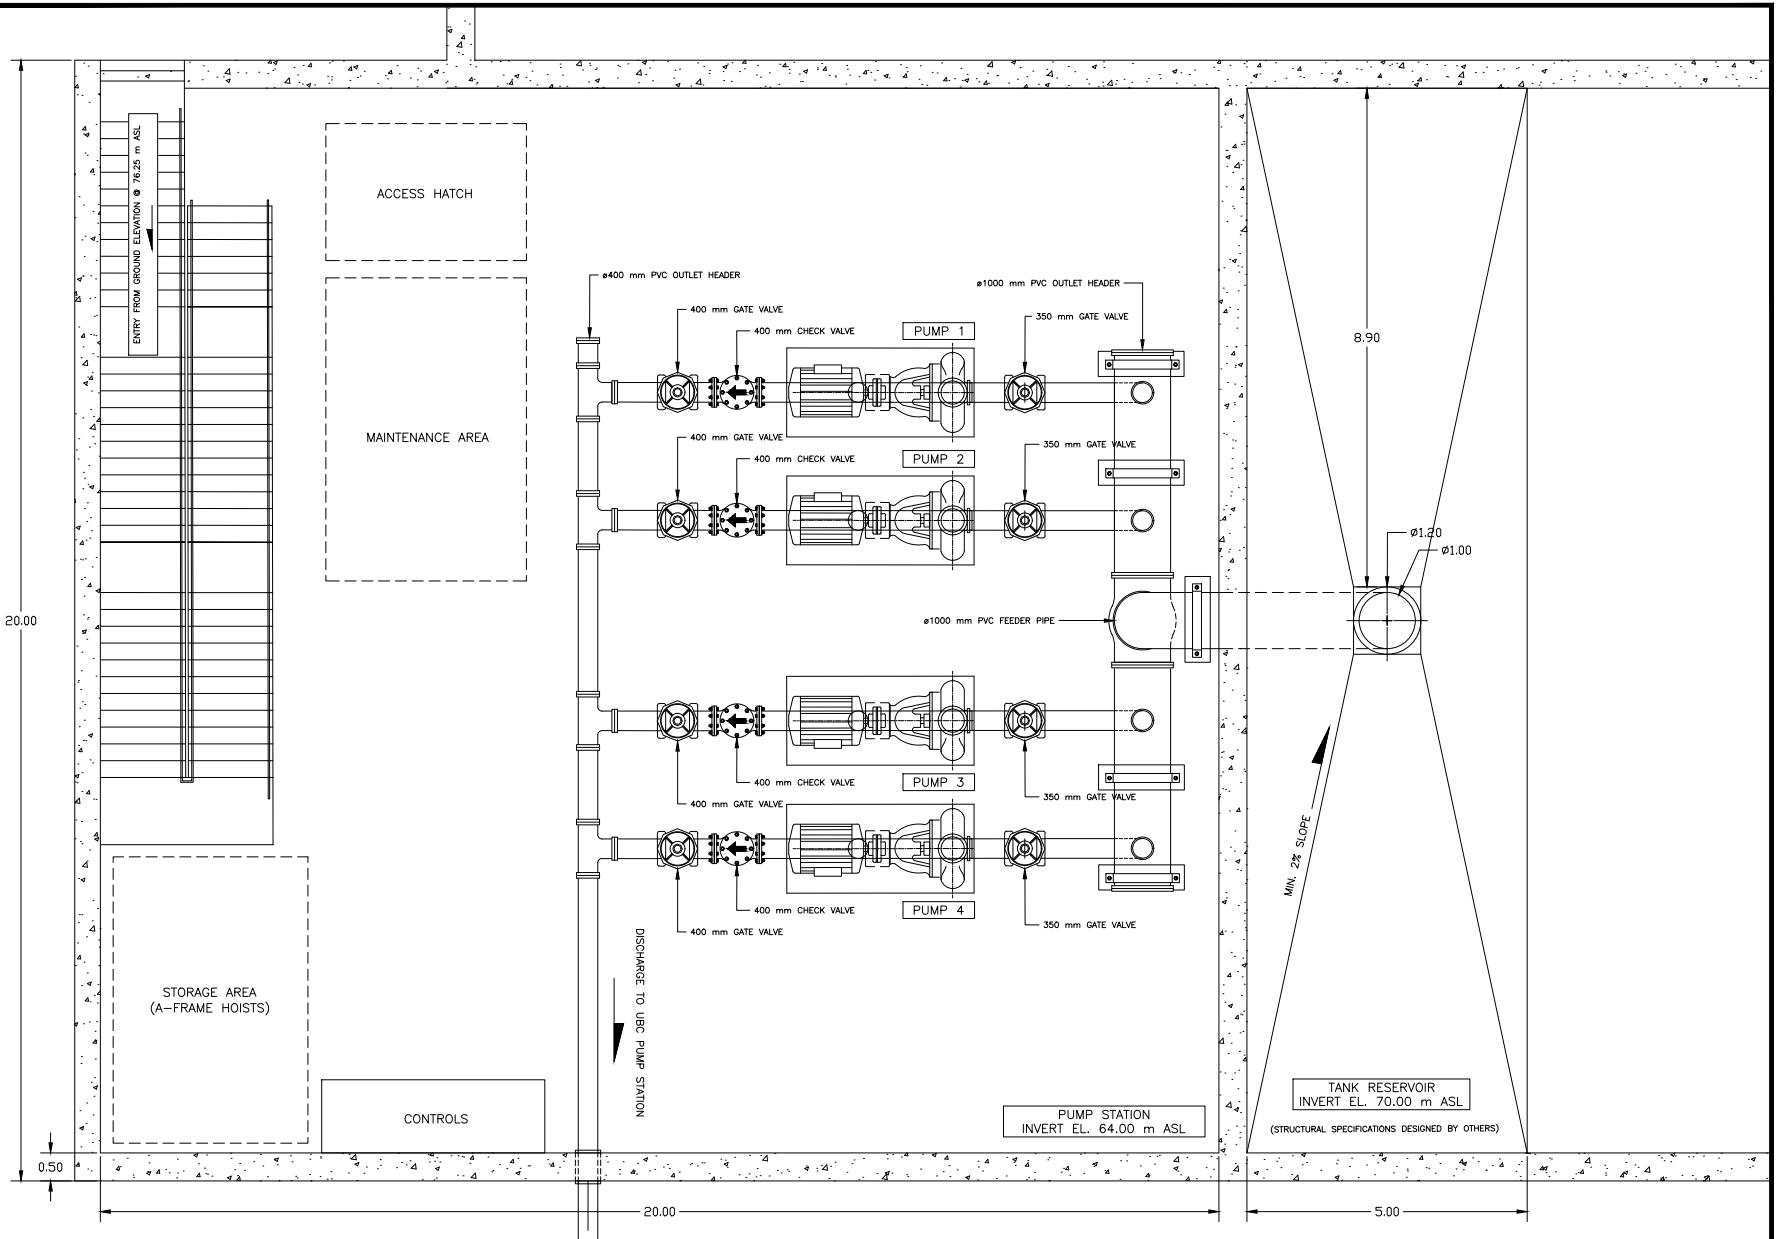 ENTRY FROM GROUND ELEVATION @ 76.25 m ASL
ACCESS HATCH
MAINTENANCE AREA
STORAGE AREA
(A-FRAME HOISTS)
CONTROLS
20.00
0.50
ø400 mm PVC OUTLET HEADER
ø1000 mm PVC OUTLET HEADER
400 mm GATE VALVE
400 mm CHECK VALVE
PUMP 1
350 mm GATE VALVE
400 mm GATE VALVE
400 mm CHECK VALVE
PUMP 2
350 mm GATE VALVE
ø1000 mm PVC FEEDER PIPE
400 mm CHECK VALVE
PUMP 3
400 mm GATE VALVE
350 mm GATE VALVE
400 mm CHECK VALVE
PUMP 4
400 mm GATE VALVE
350 mm GATE VALVE
DISCHARGE TO UBC PUMP STATION
PUMP STATION
INVERT EL. 64.00 m ASL
8.90
Ø1.20
Ø1.00
MIN. 2% SLOPE
TANK RESERVOIR
INVERT EL. 70.00 m ASL
(STRUCTURAL SPECIFICATIONS DESIGNED BY OTHERS)
20.00
5.00